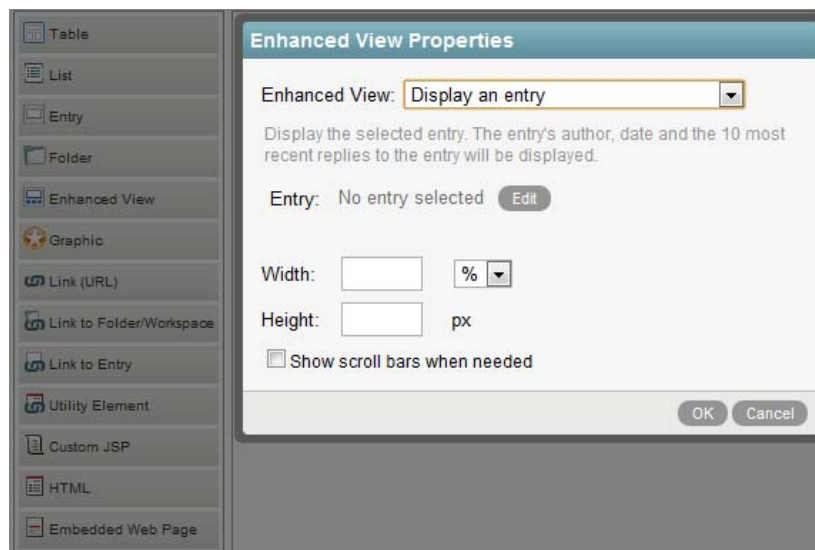 Table
List
Entry
Folder
Enhanced View
Graphic
Link (URL)
Link to Folder/Workspace
Link to Entry
Utility Element
Custom JSP
HTML
Embedded Web Page
Enhanced View Properties
Enhanced View: Display an entry
Display the selected entry. The entry's author, date and the 10 most
recent replies to the entry will be displayed.
Entry: No entry selected Edit
Width: %
Height: px
Show scroll bars when needed
OK Cancel